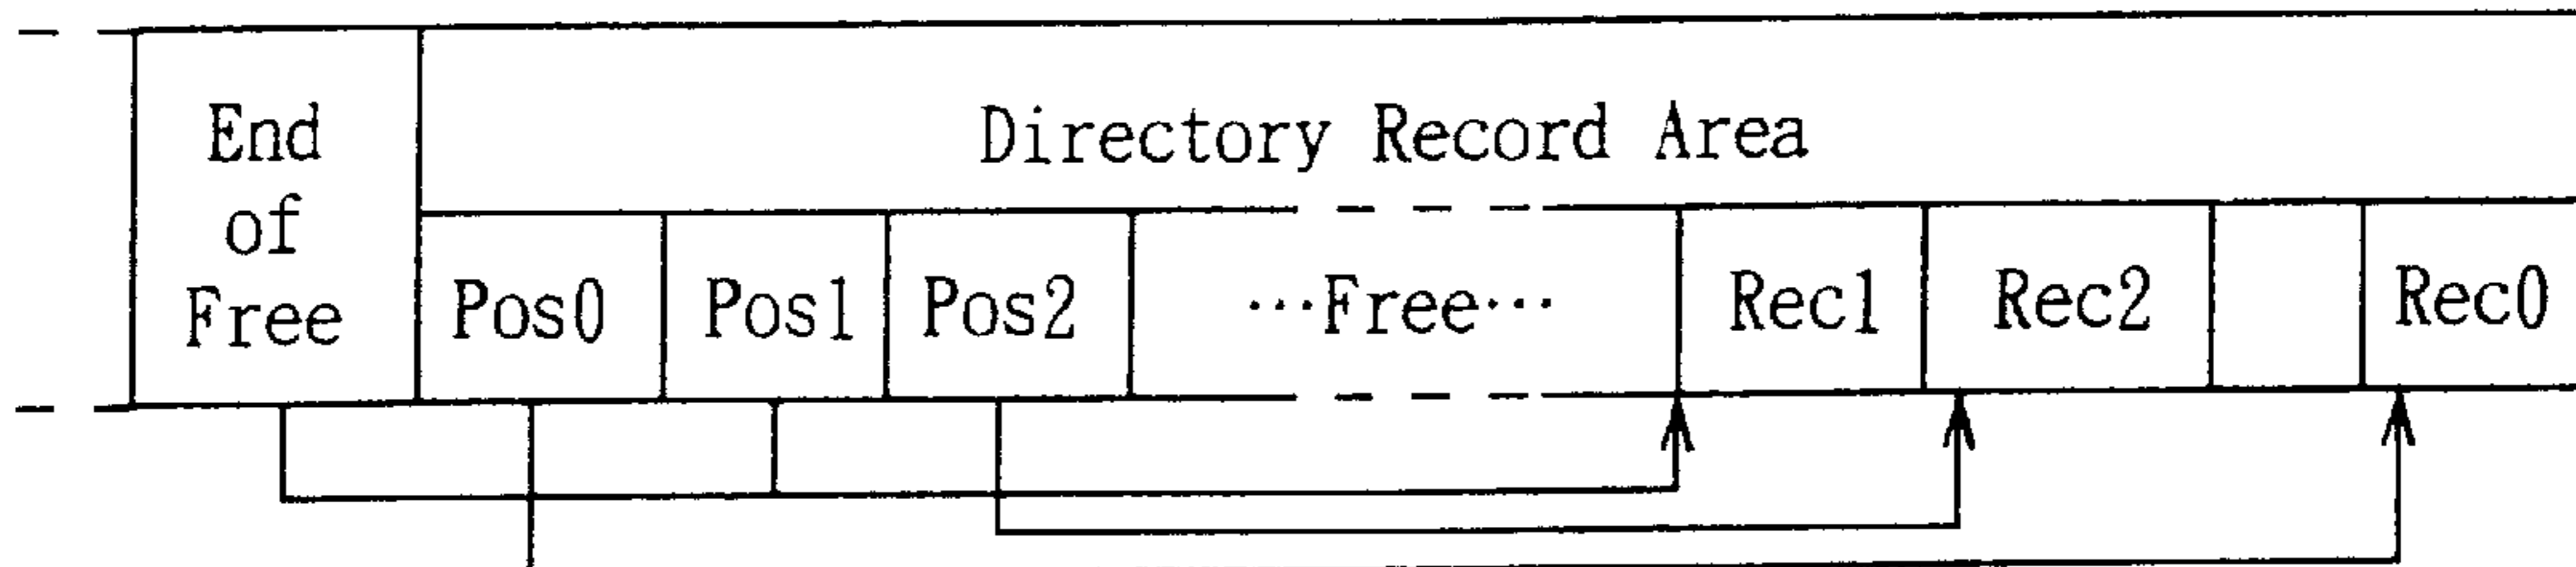 End
of
Free
Directory Record Area
Pos0 Pos1 Pos2 ···Free··· Rec1 Rec2 Rec0